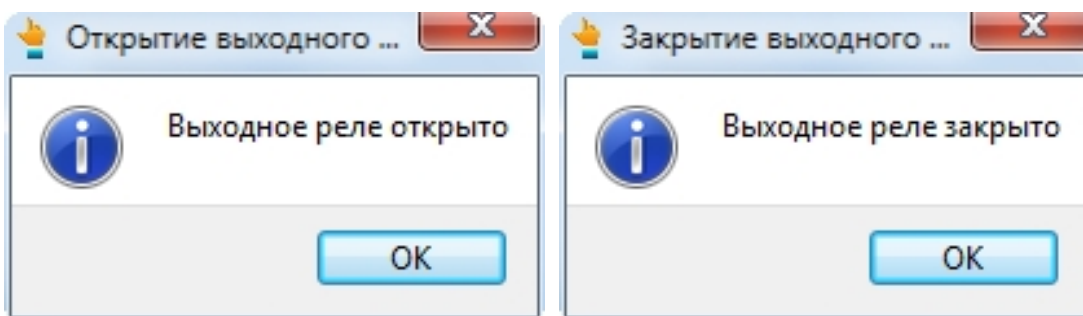 Открытие выходного ...
Выходное реле открыто
OK
Закрытие выходного ...
Выходное реле закрыто
OK